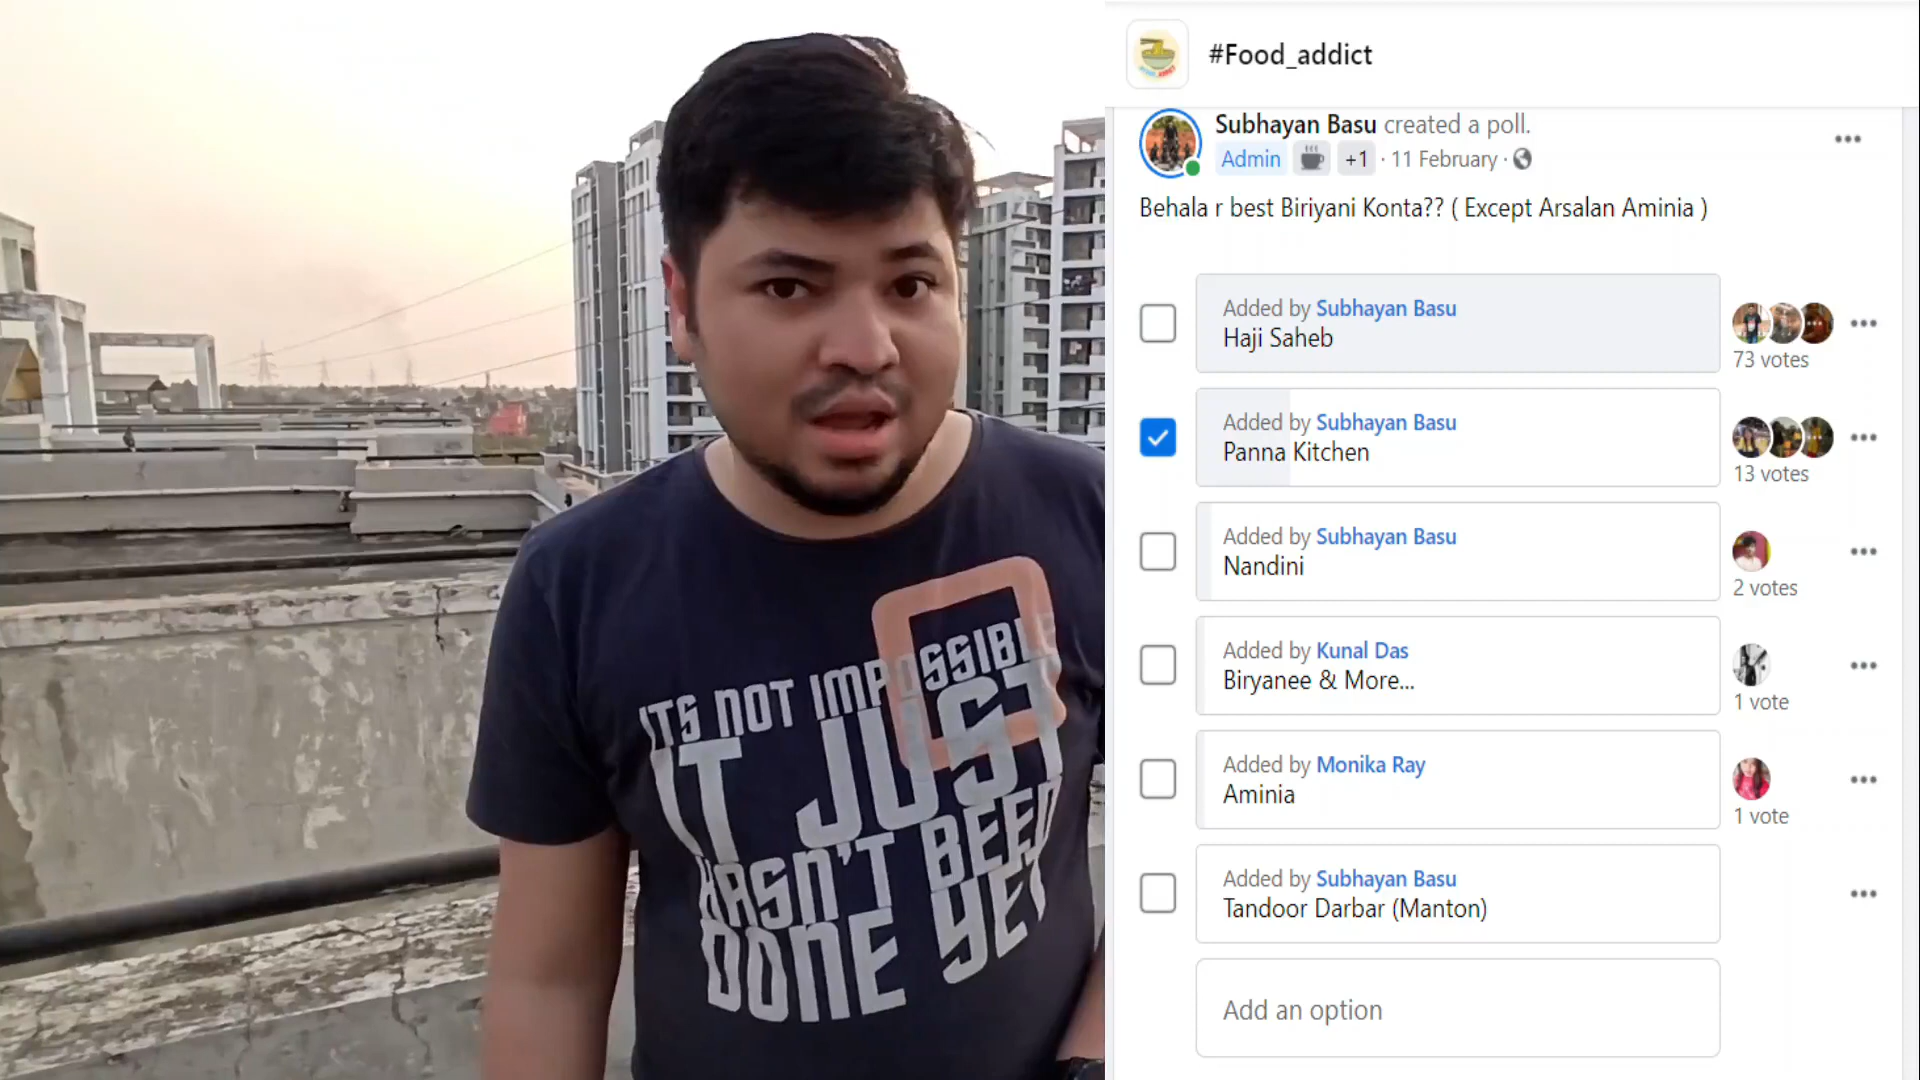 ITS NOT IMPOSSIBLE
IT JUST
HASN'T BEEN
DONE YET
#Food_addict
Subhayan Basu created a poll.
Admin +1 · 11 February ·
Behala r best Biriyani Konta?? ( Except Arsalan Aminia )
Added by Subhayan Basu
Haji Saheb
73 votes
Added by Subhayan Basu
Panna Kitchen
13 votes
Added by Subhayan Basu
Nandini
2 votes
Added by Kunal Das
Biryanee & More...
1 vote
Added by Monika Ray
Aminia
1 vote
Added by Subhayan Basu
Tandoor Darbar (Manton)
Add an option